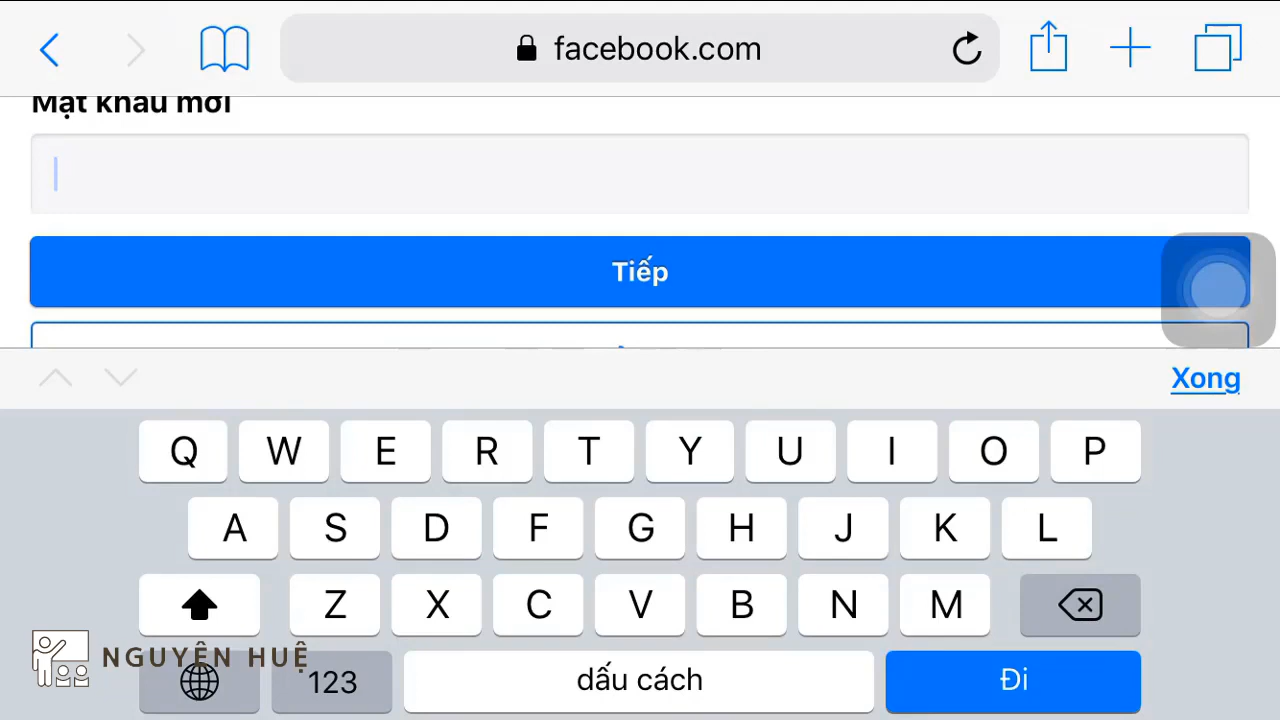 facebook.com
Mật khẩu mới
Tiếp
Xong
Q W E R T Y U I O P
A S D F G H J K L
Z X C V B N M
NGUYỄN HUỆ
123 dấu cách Đi